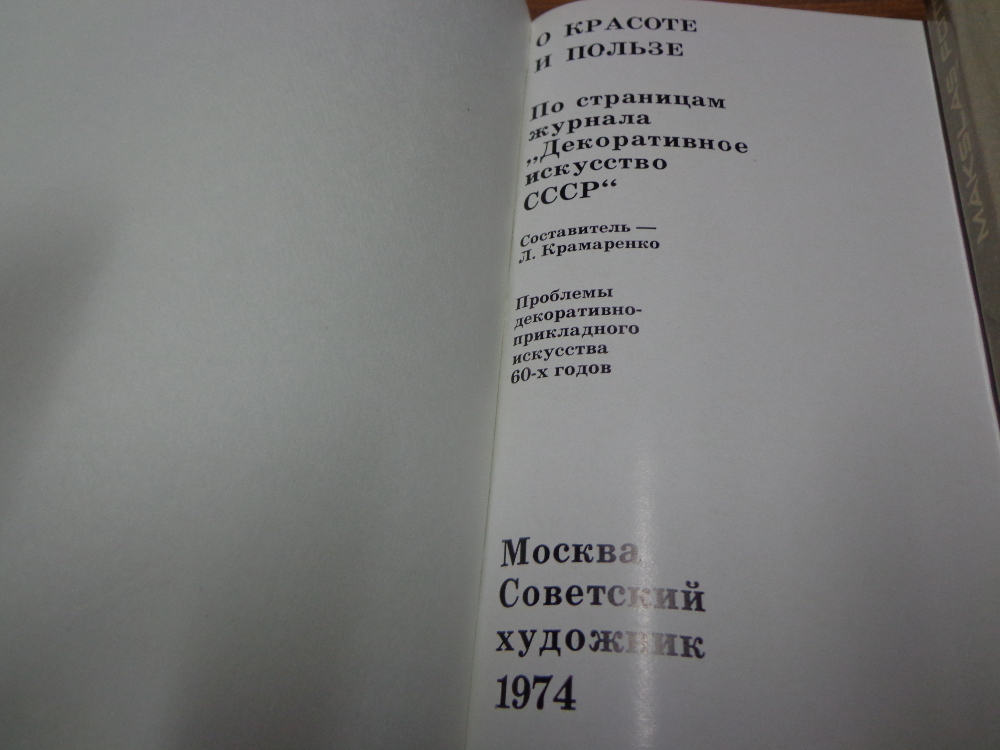 О КРАСОТЕ
И ПОЛЬЗЕ
По страницам
журнала
„Декоративное
искусство
СССР“
Составитель —
Л. Крамаренко
Проблемы
декоративно-
прикладного
искусства
60-х годов
Москва
Советский
художник
1974
MAKSLAS